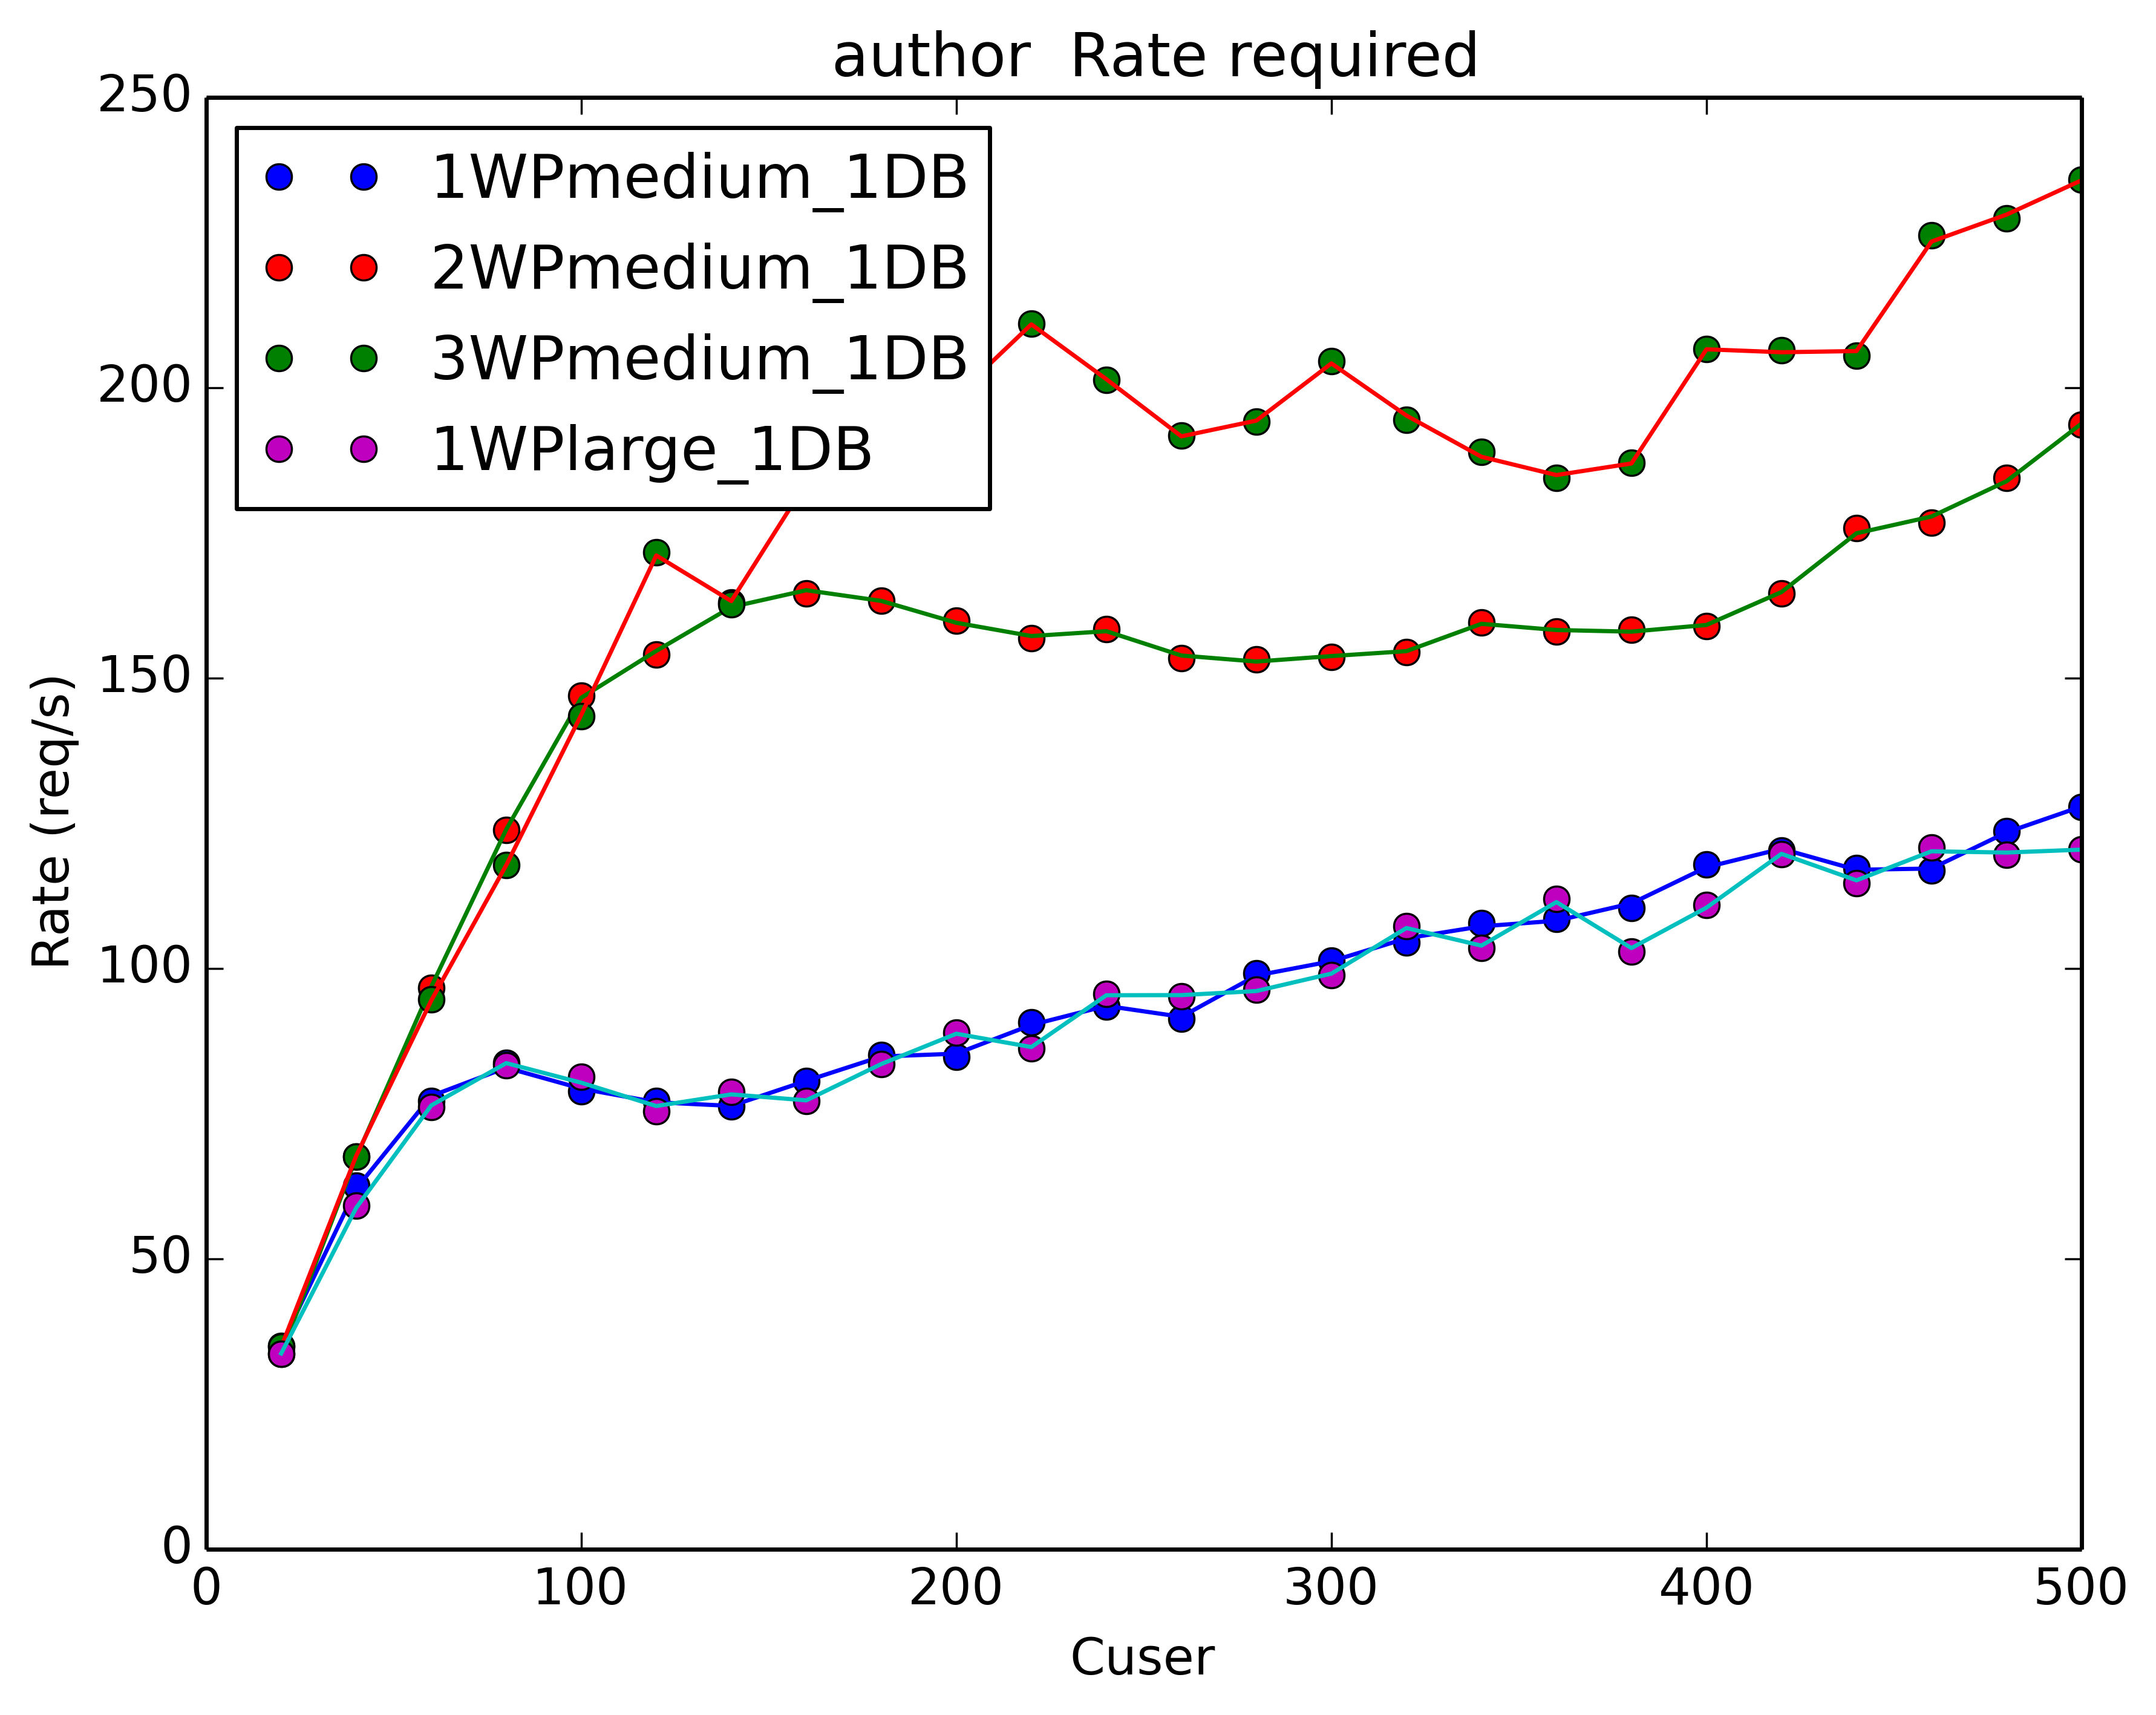 author  Rate required
250
200
150
100
50
0
Rate (req/s)
1WPmedium_1DB
2WPmedium_1DB
3WPmedium_1DB
1WPlarge_1DB
0 100 200 300 400 500
Cuser